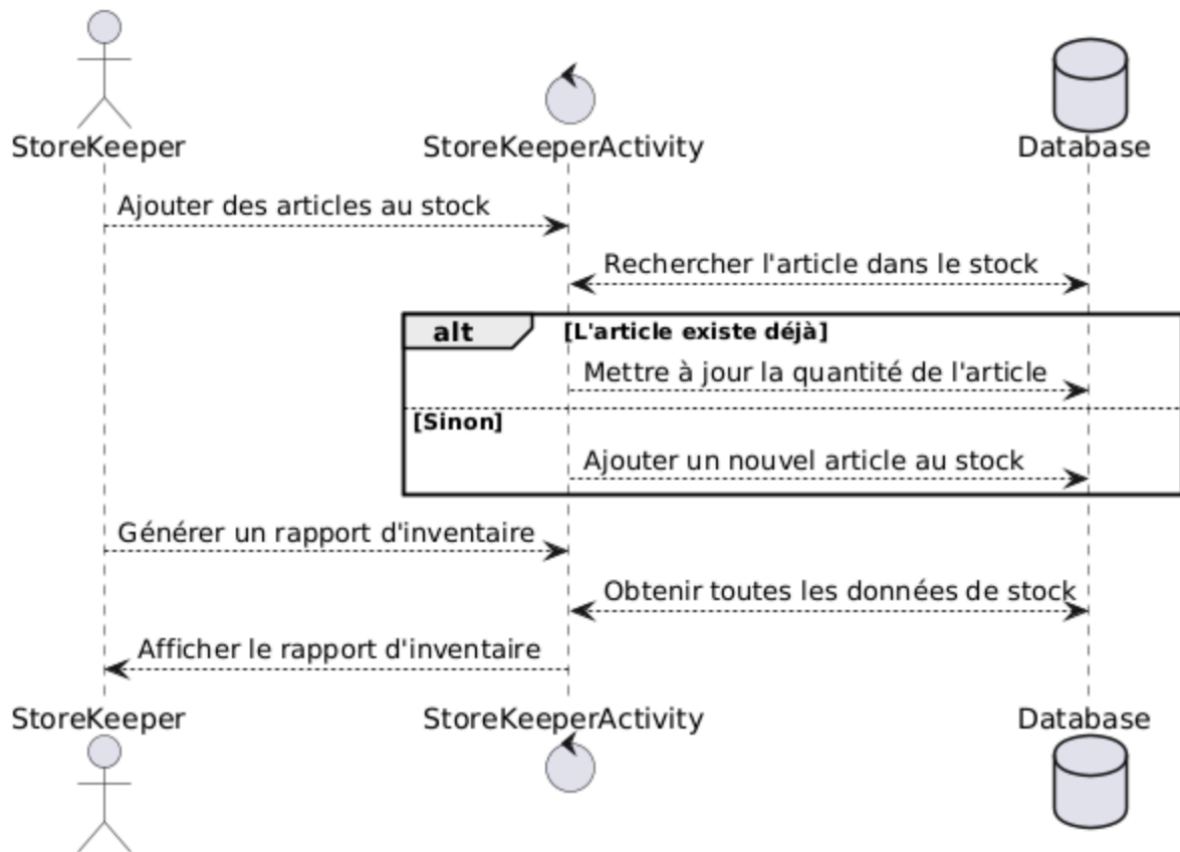 StoreKeeper
StoreKeeperActivity
Database
Ajouter des articles au stock
Rechercher l'article dans le stock
alt
[L'article existe déjà]
Mettre à jour la quantité de l'article
[Sinon]
Ajouter un nouvel article au stock
Générer un rapport d'inventaire
Obtenir toutes les données de stock
Afficher le rapport d'inventaire
StoreKeeper
StoreKeeperActivity
Database